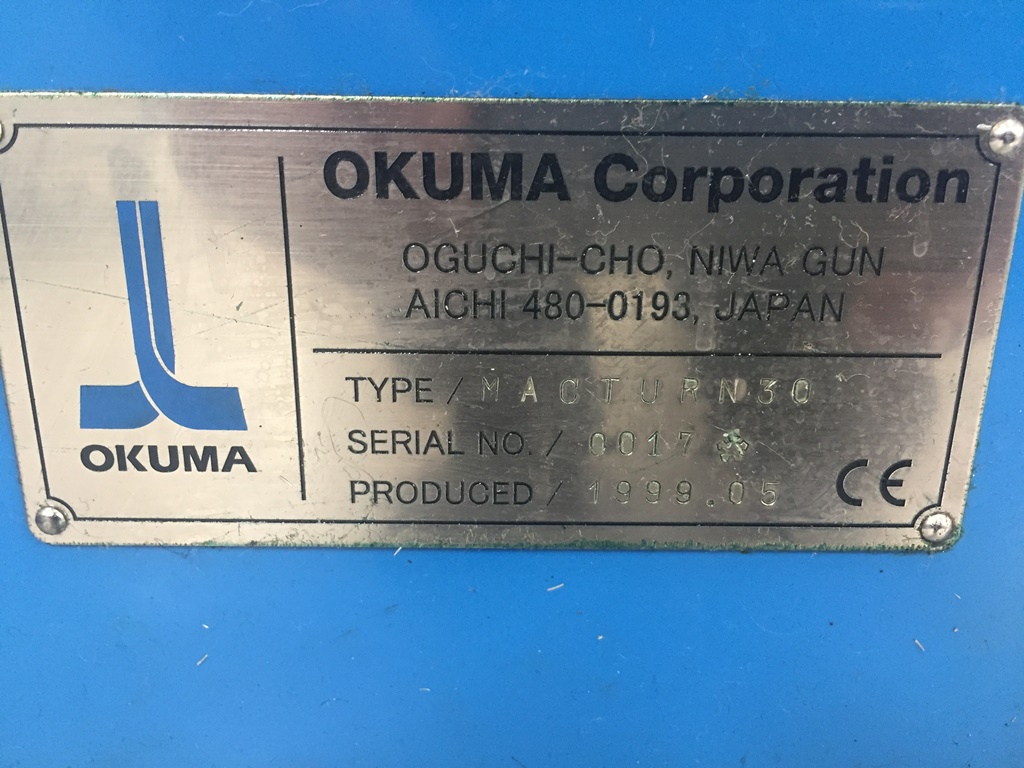 OKUMA Corporation
OGUCHI-CHO, NIWA GUN
AICHI 480-0193, JAPAN
TYPE / MACTURN30
SERIAL NO. / 0017✽
PRODUCED / 1999.05
CE
OKUMA